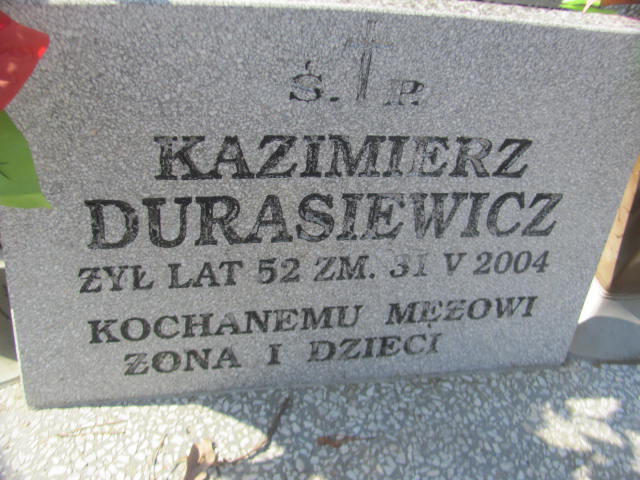 Ś. P.
KAZIMIERZ
DURASIEWICZ
ŻYŁ LAT 52 ZM. 31 V 2004
KOCHANEMU MĘŻOWI
ŻONA I DZIECI